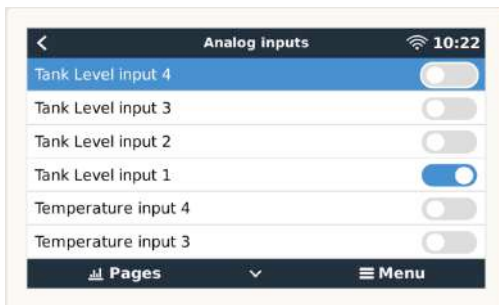 Analog inputs 10:22
Tank Level input 4
Tank Level input 3
Tank Level input 2
Tank Level input 1
Temperature input 4
Temperature input 3
Pages Menu